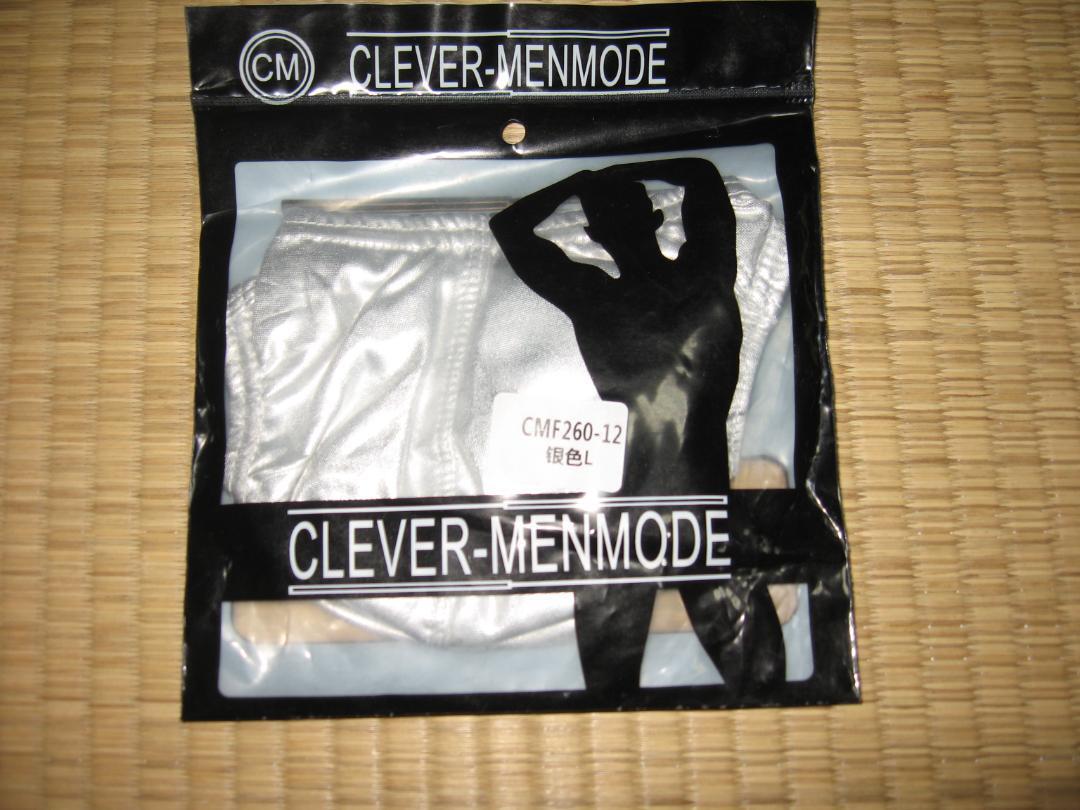 CM
CLEVER-MENMODE
CMF260-12
银色L
CLEVER-MENMODE